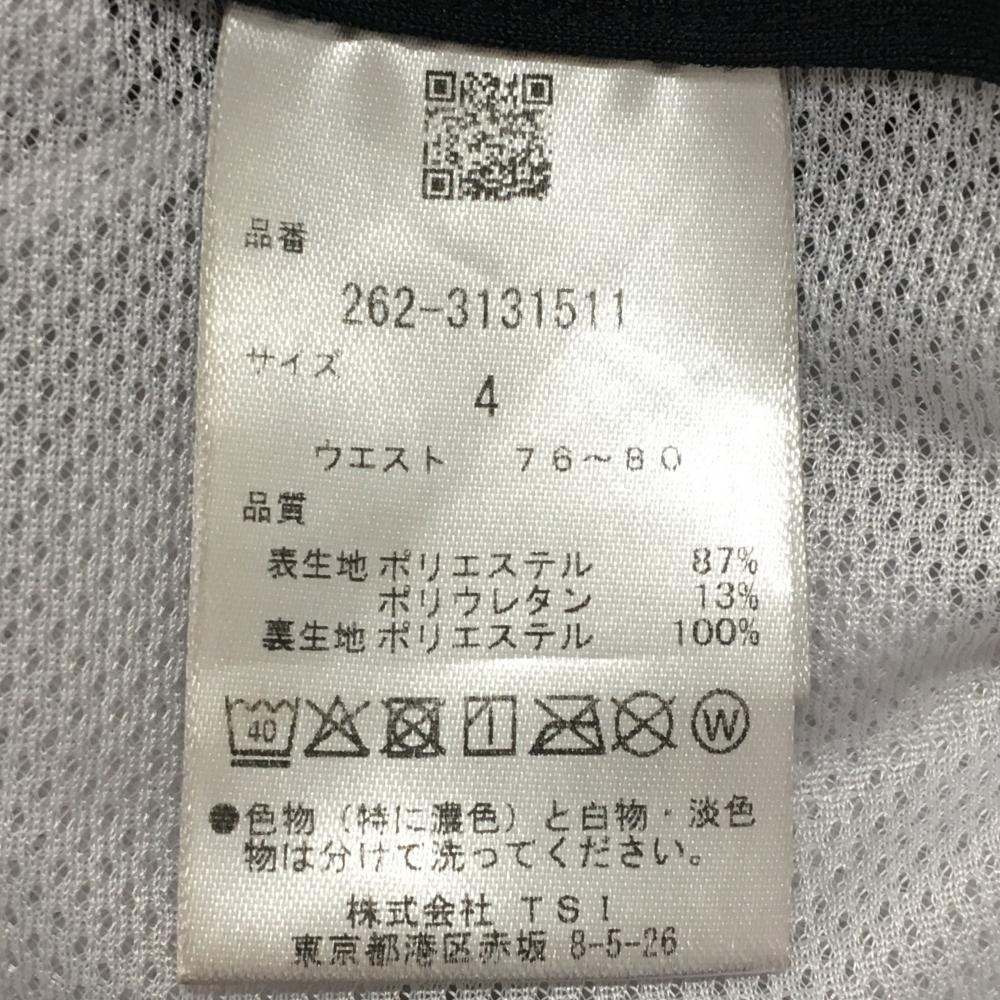 品番
262-3131511
サイズ
4
ウエスト 76～80
品質
表生地 ポリエステル 87%
ポリウレタン 13%
裏生地 ポリエステル 100%
40 W
●色物（特に濃色）と白物・淡色
物は分けて洗ってください。
株式会社 TSI
東京都港区赤坂 8-5-26